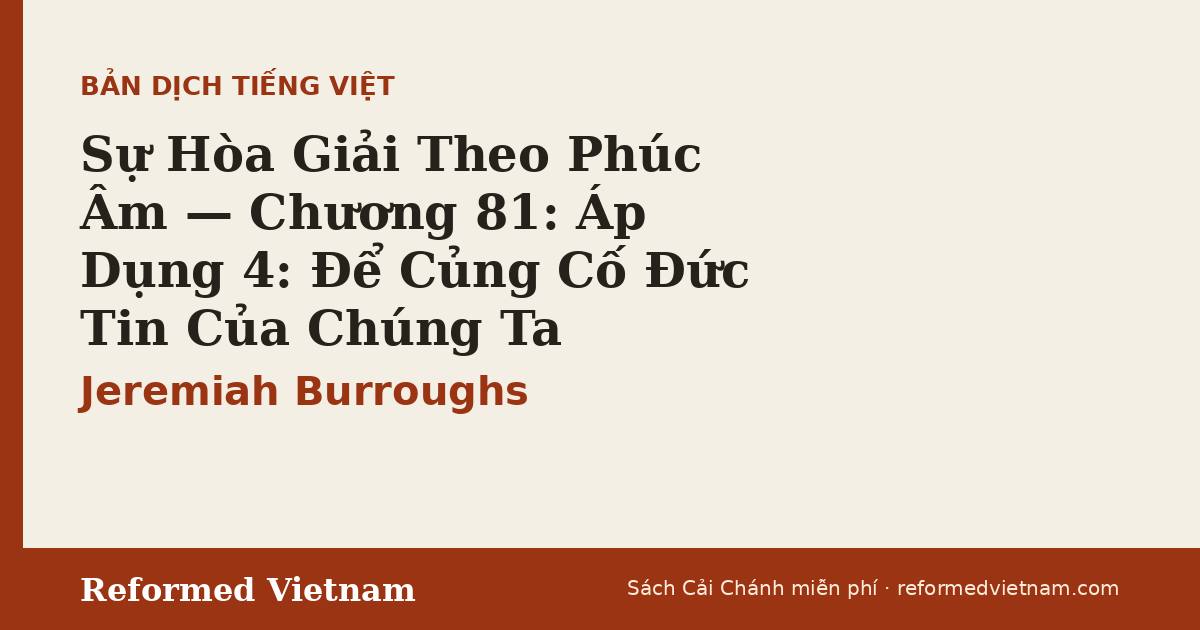 BẢN DỊCH TIẾNG VIỆT
Sự Hòa Giải Theo Phúc
Âm — Chương 81: Áp
Dụng 4: Để Củng Cố Đức
Tin Của Chúng Ta
Jeremiah Burroughs
Reformed Vietnam
Sách Cải Chánh miễn phí · reformedvietnam.com